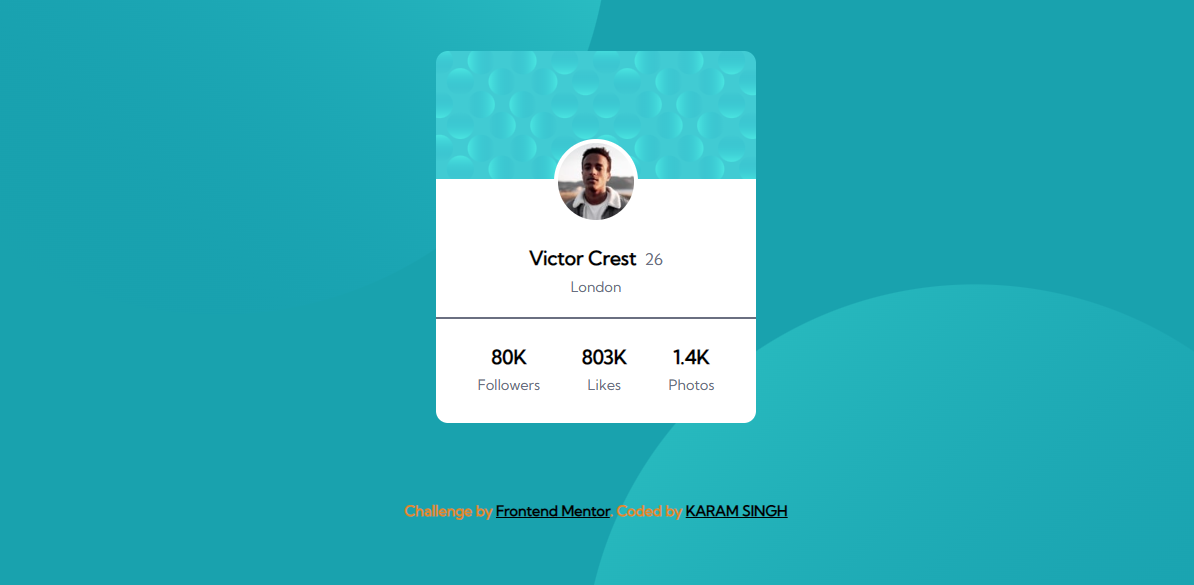 Victor Crest 26
London
80K 803K 1.4K
Followers Likes Photos
Challenge by Frontend Mentor. Coded by KARAM SINGH